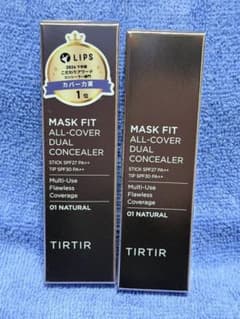 LIPS
カバー力賞
1位
MASK FIT
ALL-COVER
DUAL
CONCEALER
STICK SPF27 PA++
TIP SPF30 PA++
Multi-Use
Flawless
Coverage
01 NATURAL
TIRTIR
MASK FIT
ALL-COVER
DUAL
CONCEALER
STICK SPF27 PA++
TIP SPF30 PA++
Multi-Use
Flawless
Coverage
01 NATURAL
TIRTIR